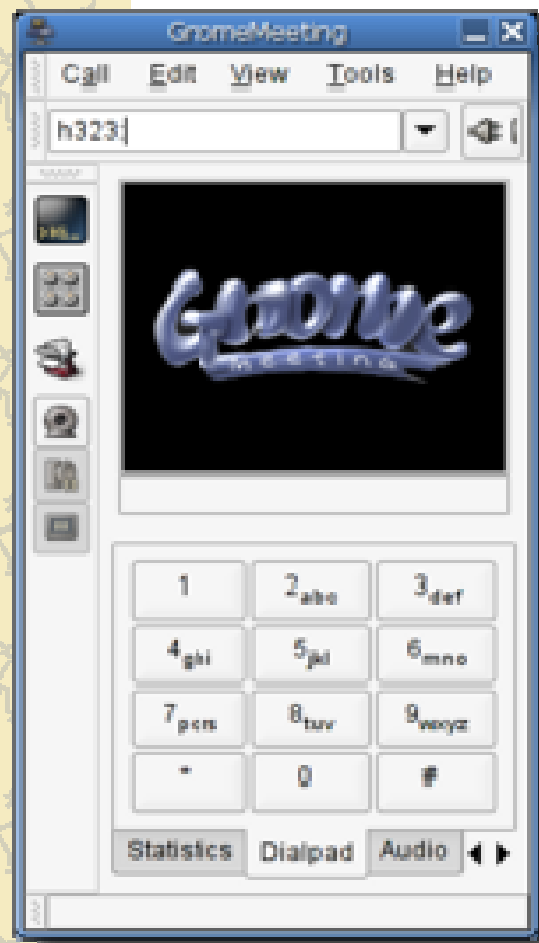 GnomeMeeting
Call Edit View Tools Help
h323:
GNOME
meeting
1 2abc 3def
4ghi 5jkl 6mno
7pqrs 8tuv 9wxyz
* 0 #
Statistics Dialpad Audio